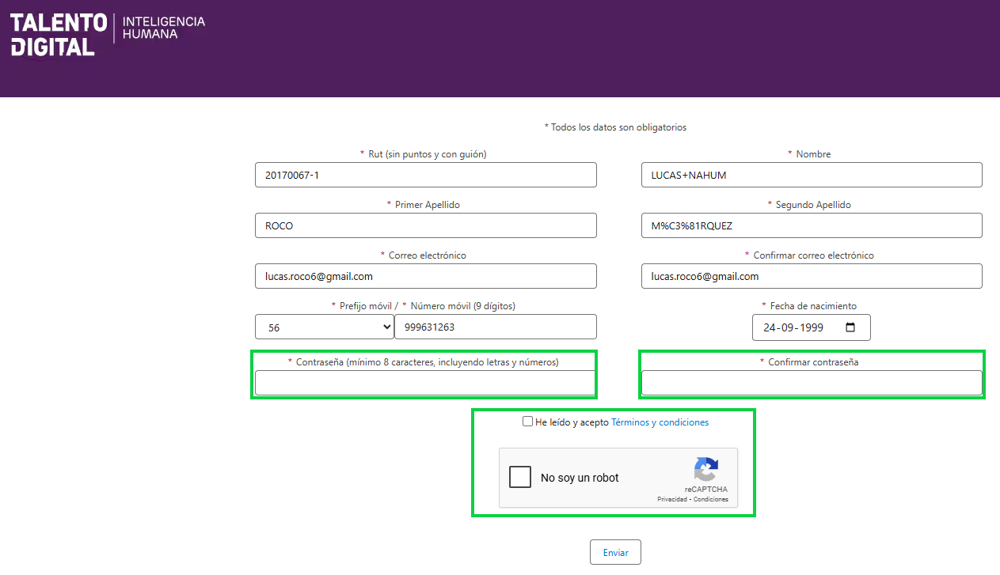 TALENTO
DIGITAL
INTELIGENCIA
HUMANA
* Todos los datos son obligatorios
* Rut (sin puntos y con guión)
* Nombre
20170067-1
LUCAS+NAHUM
* Primer Apellido
* Segundo Apellido
ROCO
M%C3%81RQUEZ
* Correo electrónico
* Confirmar correo electrónico
lucas.roco6@gmail.com
lucas.roco6@gmail.com
* Prefijo móvil / * Número móvil (9 dígitos)
* Fecha de nacimiento
56
999631263
24-09-1999
* Contraseña (mínimo 8 caracteres, incluyendo letras y números)
* Confirmar contraseña
He leído y acepto Términos y condiciones
No soy un robot
reCAPTCHA
Privacidad - Condiciones
Enviar